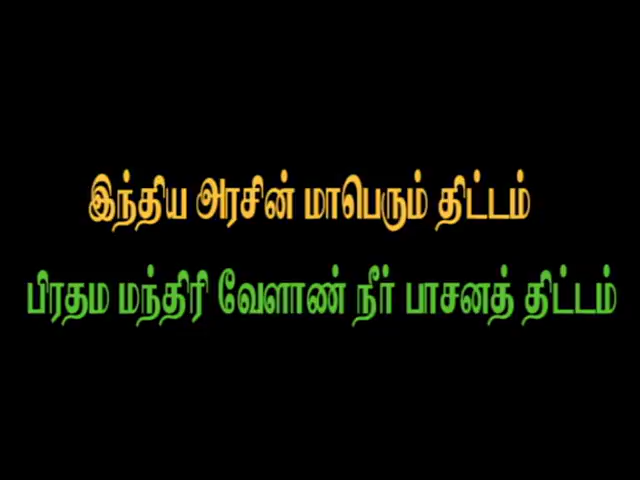 இந்திய அரசின் மாபெரும் திட்டம்
பிரதம மந்திரி வேளாண் நீர் பாசனத் திட்டம்